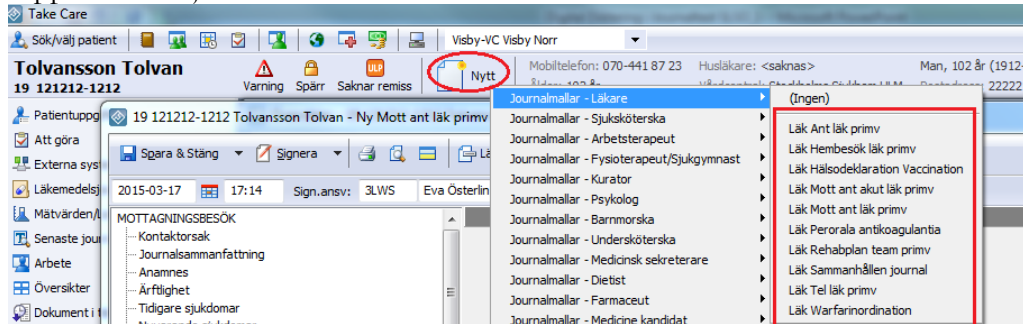 Take Care
Sök/välj patient Visby-VC Visby Norr
Tolvansson Tolvan
19 121212-1212
Varning Spärr Saknar remiss Nytt
ULP
Mobiltelefon: 070-441 87 23 Husläkare: <saknas> Man, 102 år (1912-
22222
Patientuppg
Att göra
Externa syst
Läkemedelsj
Mätvärden/L
Senaste jour
Arbete
Översikter
Dokument i t
19 121212-1212 Tolvansson Tolvan - Ny Mott ant läk primv
Spara & Stäng Signera Lä
2015-03-17 17:14 Sign.ansv: 3LWS Eva Österlin
MOTTAGNINGSBESÖK
Kontaktorsak
Journalsammanfattning
Anamnes
Ärftlighet
Tidigare sjukdomar
Journalmallar - Läkare
Journalmallar - Sjuksköterska
Journalmallar - Arbetsterapeut
Journalmallar - Fysioterapeut/Sjukgymnast
Journalmallar - Kurator
Journalmallar - Psykolog
Journalmallar - Barnmorska
Journalmallar - Undersköterska
Journalmallar - Medicinsk sekreterare
Journalmallar - Dietist
Journalmallar - Farmaceut
Journalmallar - Medicine kandidat
(Ingen)
Läk Ant läk primv
Läk Hembesök läk primv
Läk Hälsodeklaration Vaccination
Läk Mott ant akut läk primv
Läk Mott ant läk primv
Läk Perorala antikoagulantia
Läk Rehabplan team primv
Läk Sammanhållen journal
Läk Tel läk primv
Läk Warfarinordination